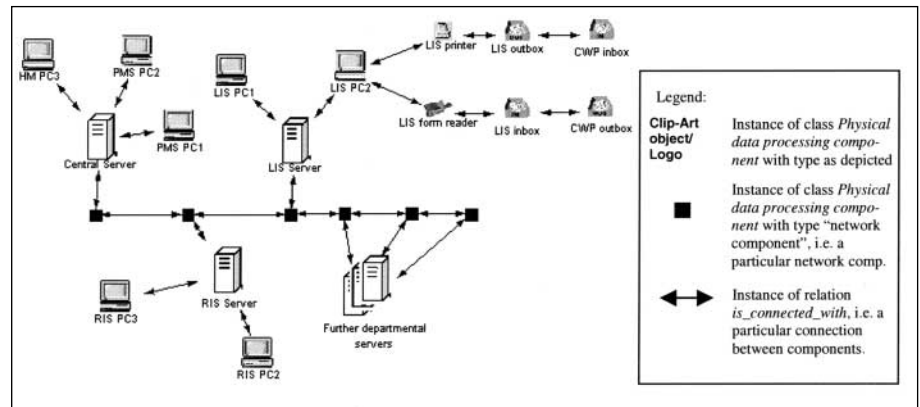 LIS printer
LIS outbox
CWP inbox
HM PC3
PMS PC2
LIS PC1
LIS PC2
LIS form reader
LIS inbox
CWP outbox
PMS PC1
Central Server
LIS Server
RIS PC3
RIS Server
Further departmental
servers
RIS PC2
Legend:
Clip-Art
object/
Logo
Instance of class Physical
data processing compo-
nent with type as depicted
Instance of class Physical
data processing compo-
nent with type “network
component”, i.e. a
particular network comp.
Instance of relation
is_connected_with, i.e. a
particular connection
between components.